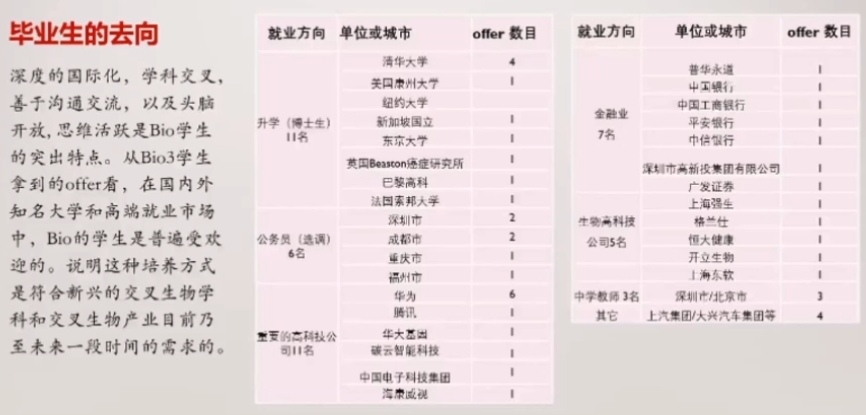 毕业生的去向
深度的国际化，学科交叉，
善于沟通交流，以及头脑
开放,思维活跃是Bio学生
的突出特点。从Bio3学生
拿到的offer看，在国内外
知名大学和高端就业市场
中，Bio的学生是普遍受欢
迎的。说明这种培养方式
是符合新兴的交叉生物学
科和交叉生物产业目前乃
至未来一段时间的需求的。
就业方向 单位或城市 offer 数目
升学（博士生）
11名
清华大学 4
美国康州大学 1
纽约大学
新加坡国立 1
东京大学 1
英国Beaston癌症研究所 1
巴黎高科 1
法国索邦大学 1
公务员（选调）
6名
深圳市 2
成都市 2
重庆市 1
福州市 1
重要的高科技公
司11名
华为 6
腾讯 1
华大基因 1
碳云智能科技 1
中国电子科技集团 1
海康威视 1
就业方向 单位或城市 offer 数目
金融业
7名
普华永道 1
中国银行 1
中国工商银行 1
平安银行 1
中信银行 1
深圳市高新投集团有限公司 1
广发证券 1
生物高科技
公司5名
上海强生 1
格兰仕 1
恒大健康 1
开立生物 1
上海东软 1
中学教师 3名 深圳市/北京市 3
其它 上汽集团/大兴汽车集团等 4